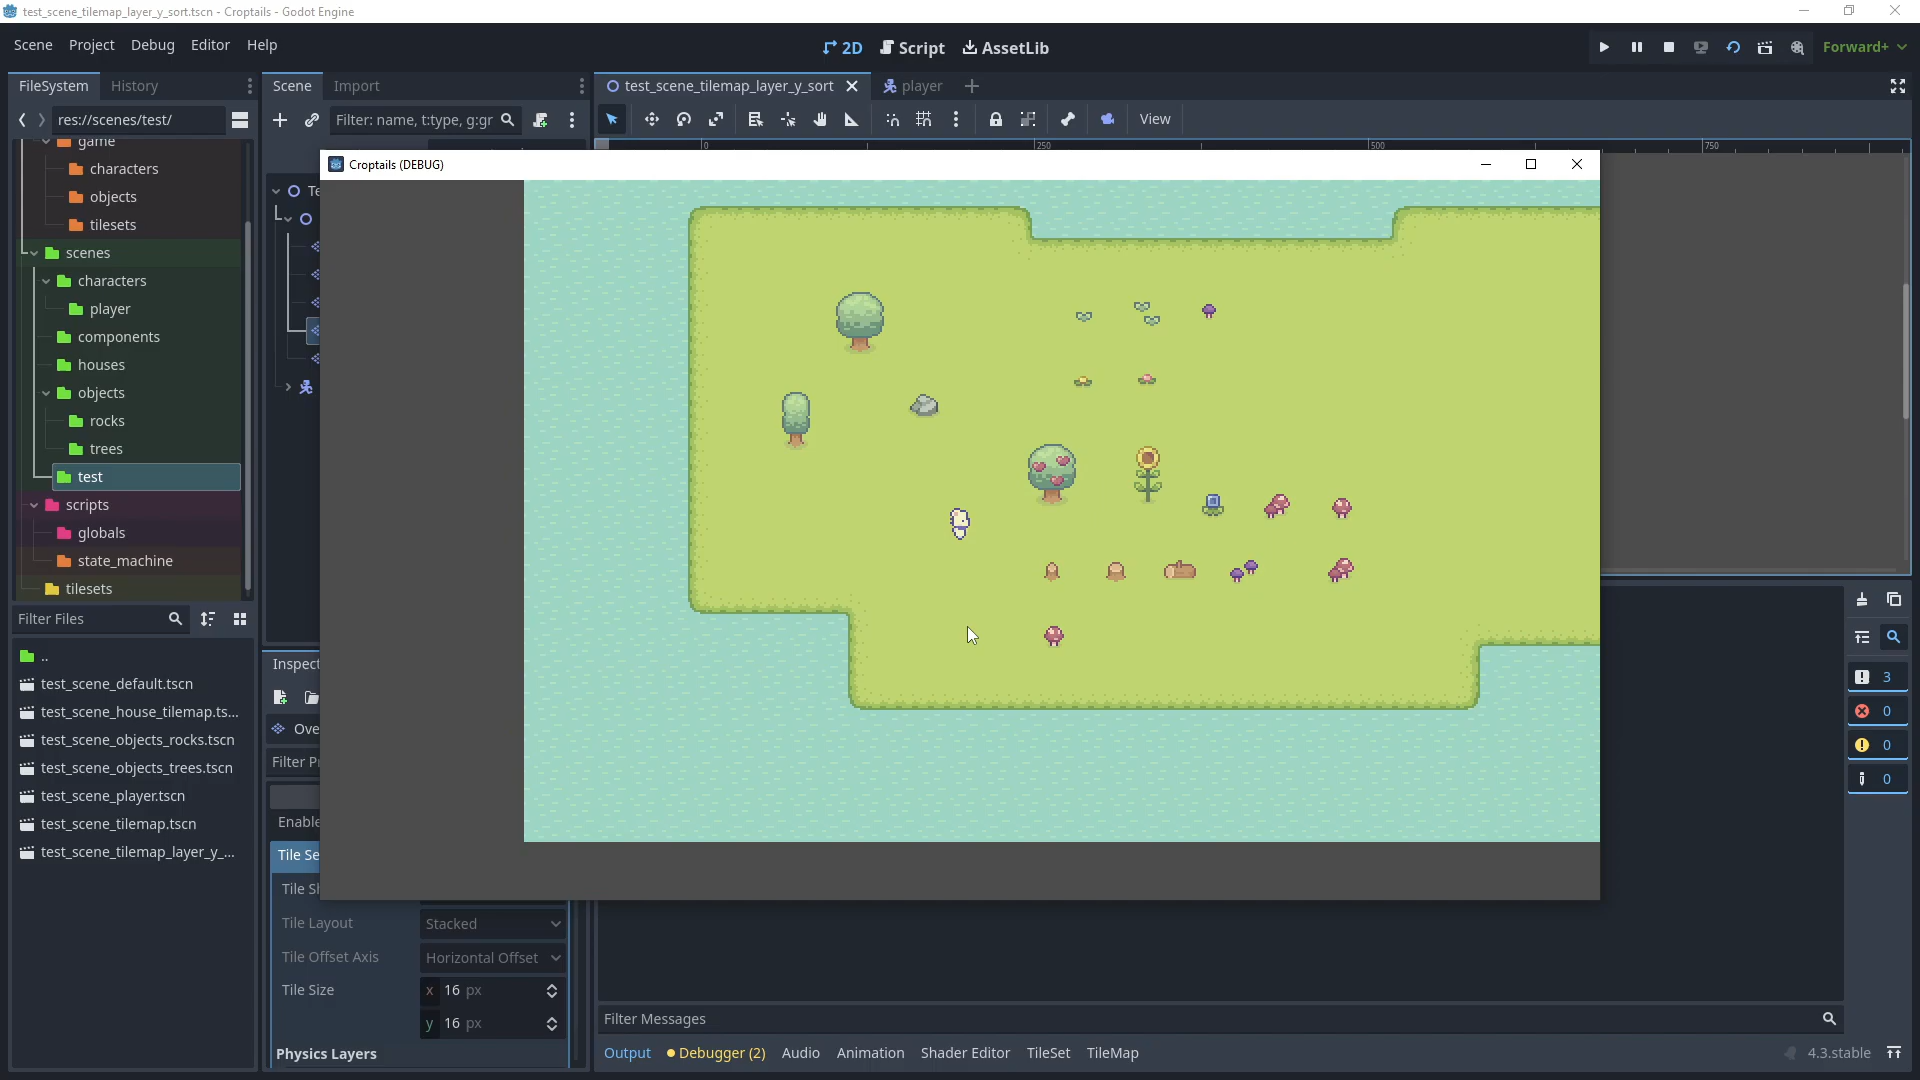 test_scene_tilemap_layer_y_sort.tscn - Croptails - Godot Engine
Scene Project Debug Editor Help
2D Script AssetLib
Forward+
FileSystem History
Scene Import
test_scene_tilemap_layer_y_sort player
res://scenes/test/
Filter: name, t:type, g:gr
View
0 250 500 750
Croptails (DEBUG)
game
characters
objects
tilesets
scenes
characters
player
components
houses
objects
rocks
trees
test
scripts
globals
state_machine
tilesets
Te
Filter Files
..
test_scene_default.tscn
test_scene_house_tilemap.ts...
test_scene_objects_rocks.tscn
test_scene_objects_trees.tscn
test_scene_player.tscn
test_scene_tilemap.tscn
test_scene_tilemap_layer_y_...
Inspect
Ove
Filter Pr
Enable
Tile Se
Tile Sh
Tile Layout Stacked
Tile Offset Axis Horizontal Offset
Tile Size x 16 px
y 16 px
Physics Layers
3
0
0
0
Filter Messages
Output Debugger (2) Audio Animation Shader Editor TileSet TileMap
4.3.stable